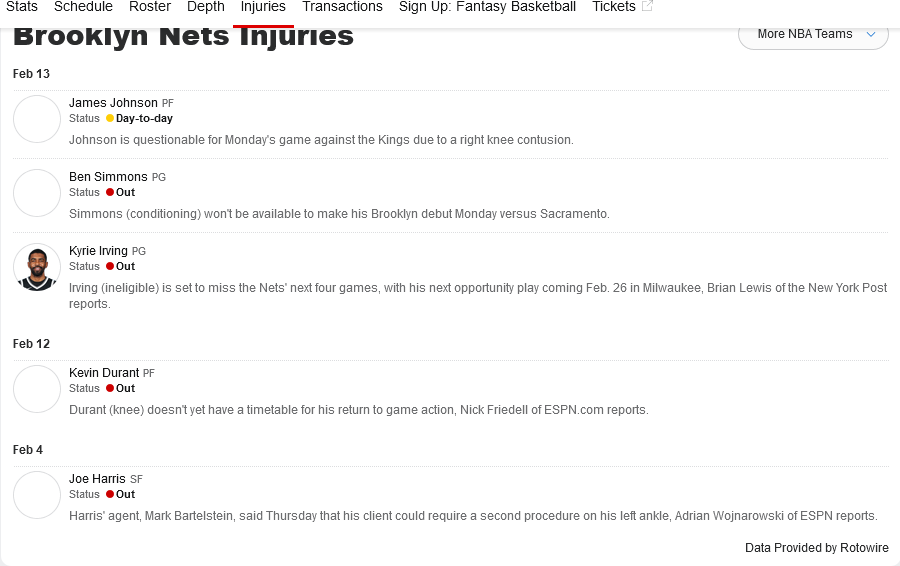 Stats Schedule Roster Depth Injuries Transactions Sign Up: Fantasy Basketball Tickets
Brooklyn Nets Injuries
More NBA Teams
Feb 13
James Johnson PF
Status Day-to-day
Johnson is questionable for Monday's game against the Kings due to a right knee contusion.
Ben Simmons PG
Status Out
Simmons (conditioning) won't be available to make his Brooklyn debut Monday versus Sacramento.
Kyrie Irving PG
Status Out
Irving (ineligible) is set to miss the Nets' next four games, with his next opportunity play coming Feb. 26 in Milwaukee, Brian Lewis of the New York Post
reports.
Feb 12
Kevin Durant PF
Status Out
Durant (knee) doesn't yet have a timetable for his return to game action, Nick Friedell of ESPN.com reports.
Feb 4
Joe Harris SF
Status Out
Harris' agent, Mark Bartelstein, said Thursday that his client could require a second procedure on his left ankle, Adrian Wojnarowski of ESPN reports.
Data Provided by Rotowire